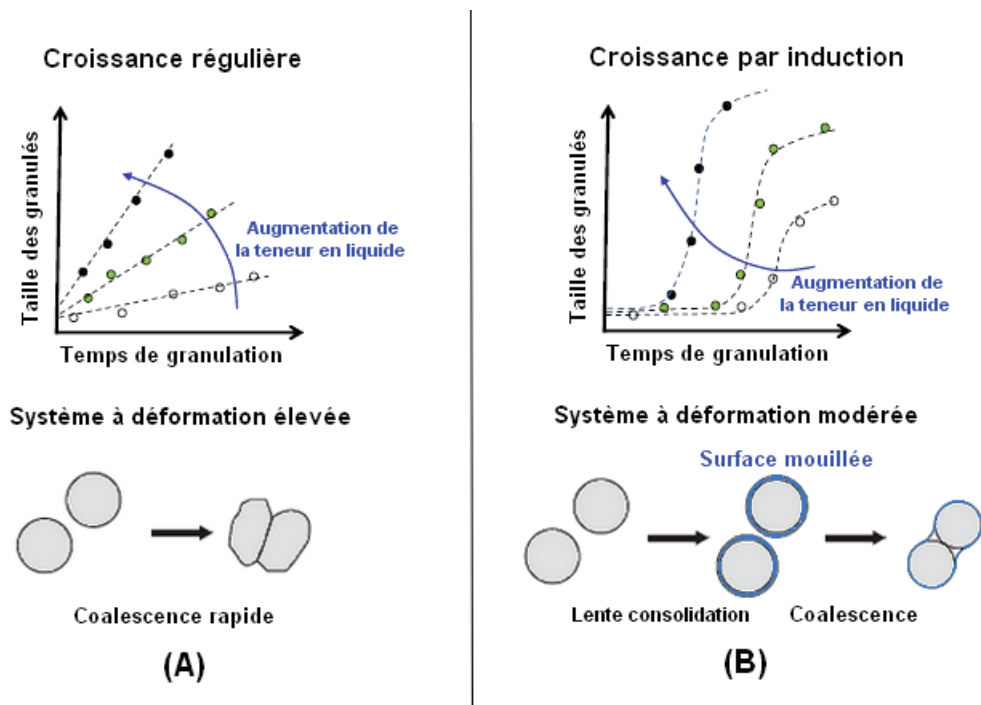 Croissance régulière
Taille des granulés
Augmentation de
la teneur en liquide
Temps de granulation
Système à déformation élevée
Coalescence rapide
(A)
Croissance par induction
Taille des granulés
Augmentation de
la teneur en liquide
Temps de granulation
Système à déformation modérée
Surface mouillée
Lente consolidation
Coalescence
(B)